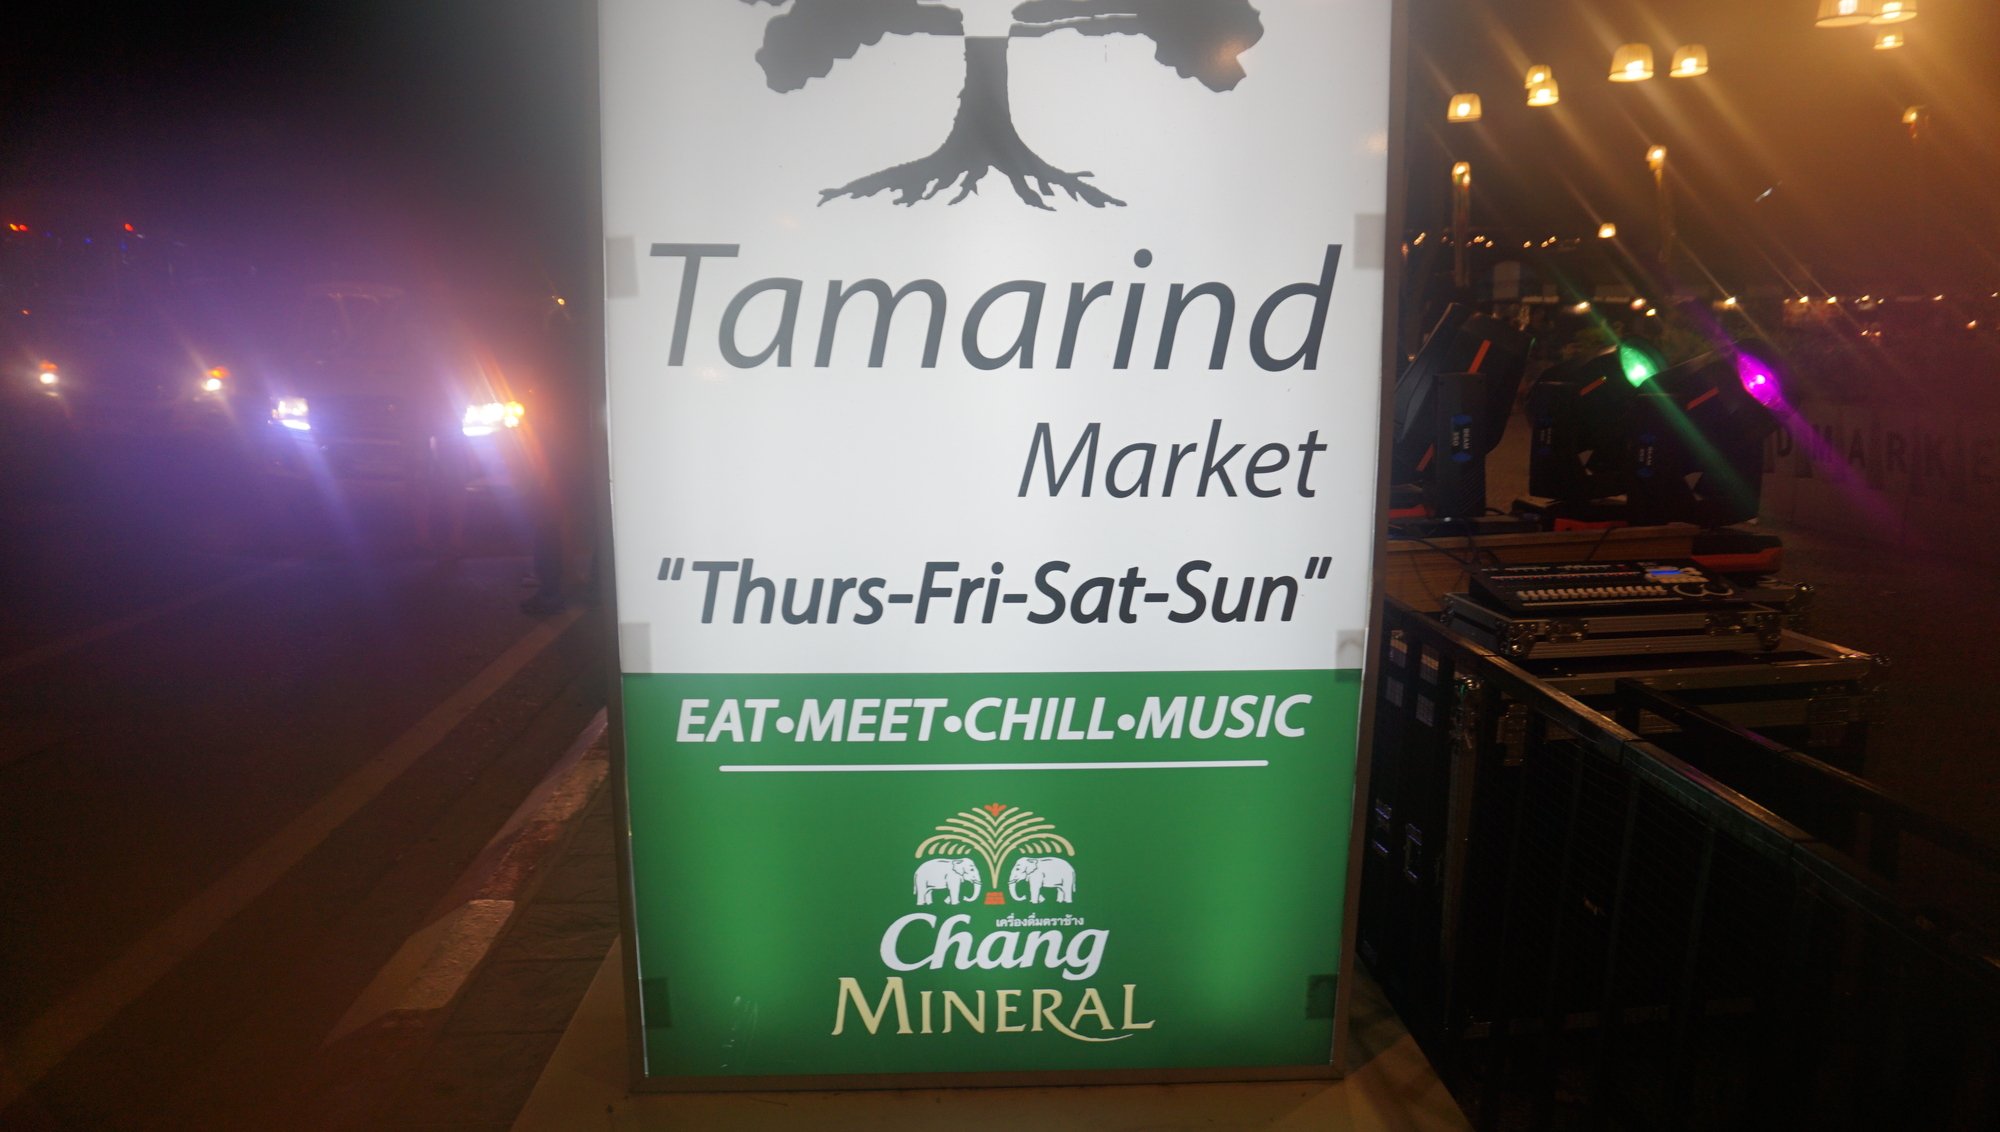 Tamarind
Market
"Thurs-Fri-Sat-Sun"
EAT•MEET•CHILL•MUSIC
เครื่องดื่มตราช้าง
Chang
MINERAL
BEAM